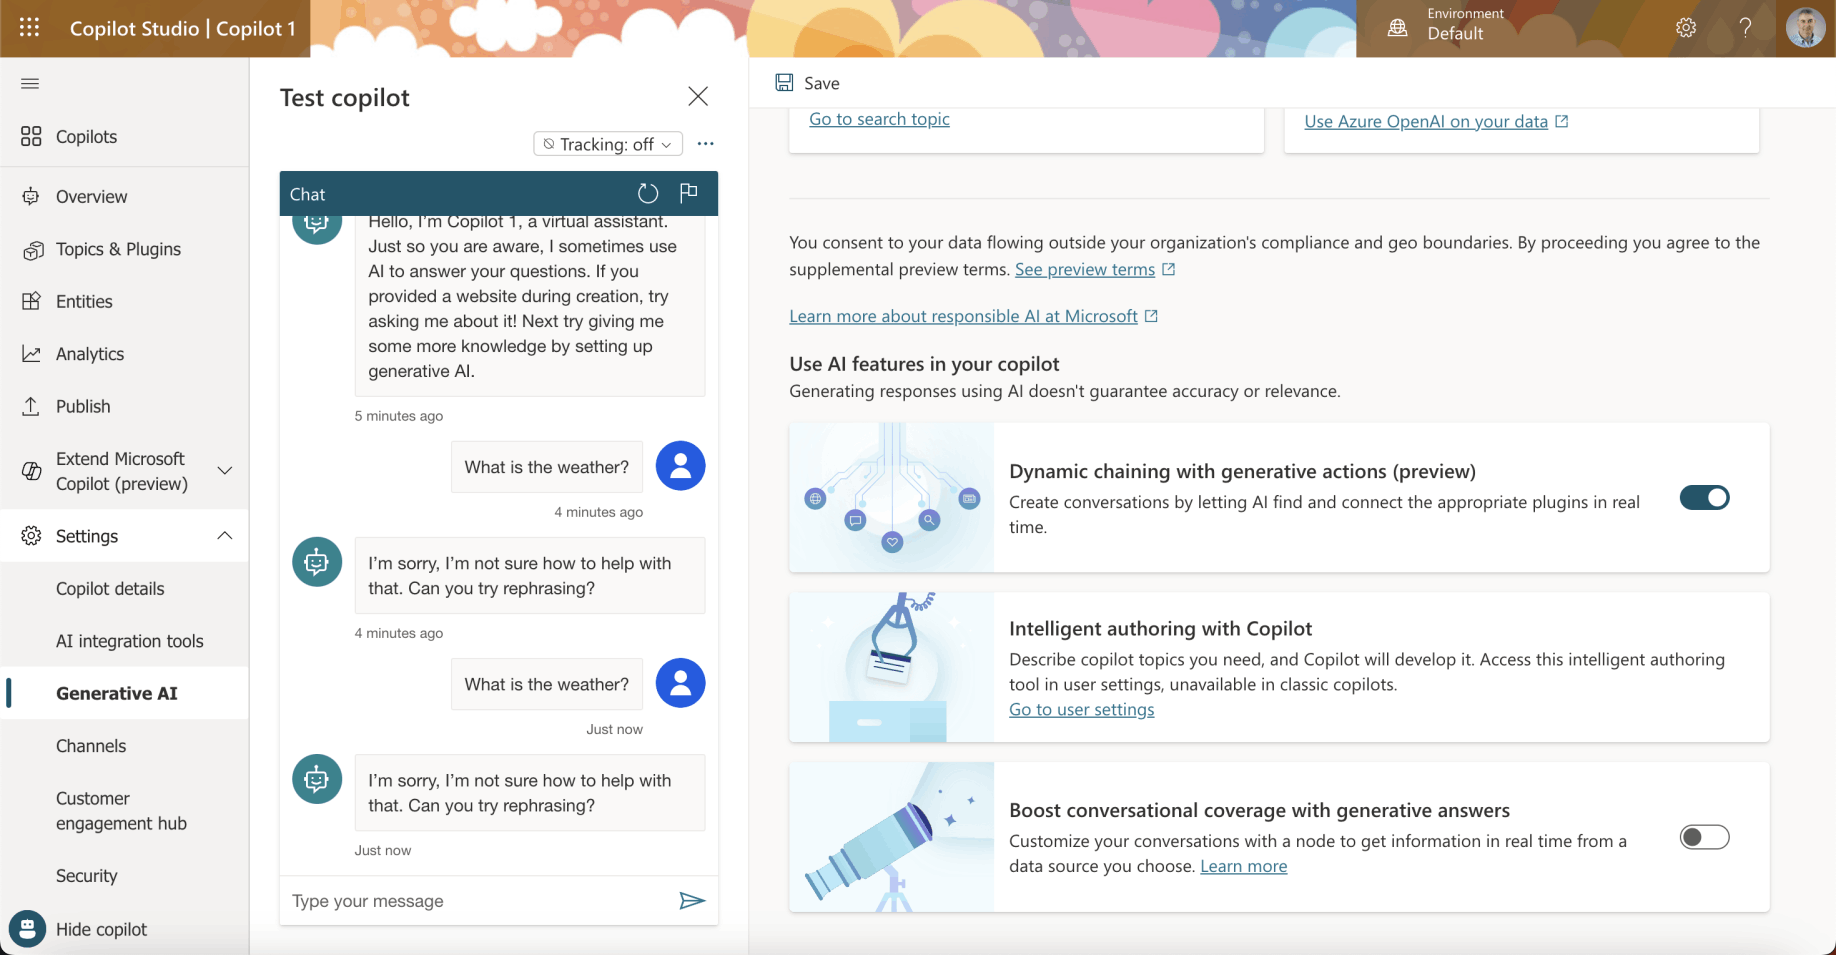 Copilot Studio | Copilot 1
Environment
Default
?
Copilots
Overview
Topics & Plugins
Entities
Analytics
Publish
Extend Microsoft
Copilot (preview)
Settings
Copilot details
AI integration tools
Generative AI
Channels
Customer
engagement hub
Security
Hide copilot
Test copilot
Tracking: off
Chat
Hello, I'm Copilot 1, a virtual assistant.
Just so you are aware, I sometimes use
AI to answer your questions. If you
provided a website during creation, try
asking me about it! Next try giving me
some more knowledge by setting up
generative AI.
5 minutes ago
What is the weather?
4 minutes ago
I'm sorry, I'm not sure how to help with
that. Can you try rephrasing?
4 minutes ago
What is the weather?
Just now
I'm sorry, I'm not sure how to help with
that. Can you try rephrasing?
Just now
Type your message
Save
Go to search topic
Use Azure OpenAI on your data
You consent to your data flowing outside your organization's compliance and geo boundaries. By proceeding you agree to the
supplemental preview terms. See preview terms
Learn more about responsible AI at Microsoft
Use AI features in your copilot
Generating responses using AI doesn't guarantee accuracy or relevance.
Dynamic chaining with generative actions (preview)
Create conversations by letting AI find and connect the appropriate plugins in real
time.
Intelligent authoring with Copilot
Describe copilot topics you need, and Copilot will develop it. Access this intelligent authoring
tool in user settings, unavailable in classic copilots.
Go to user settings
Boost conversational coverage with generative answers
Customize your conversations with a node to get information in real time from a
data source you choose. Learn more